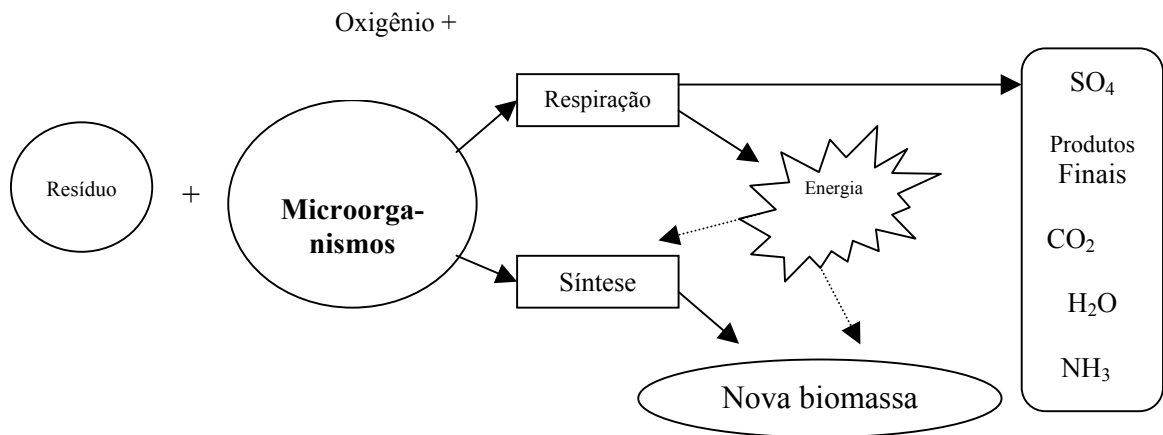 Oxigênio +
Resíduo
+
Microorga-
nismos
Respiração
Energia
Síntese
Nova biomassa
SO₄
Produtos
Finais
CO₂
H₂O
NH₃